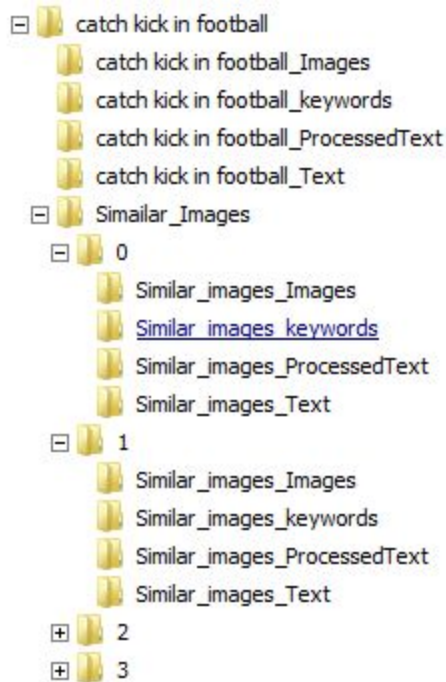 catch kick in football
catch kick in football_Images
catch kick in football_keywords
catch kick in football_ProcessedText
catch kick in football_Text
Simailar_Images
0
Similar_images_Images
Similar_images_keywords
Similar_images_ProcessedText
Similar_images_Text
1
Similar_images_Images
Similar_images_keywords
Similar_images_ProcessedText
Similar_images_Text
2
3